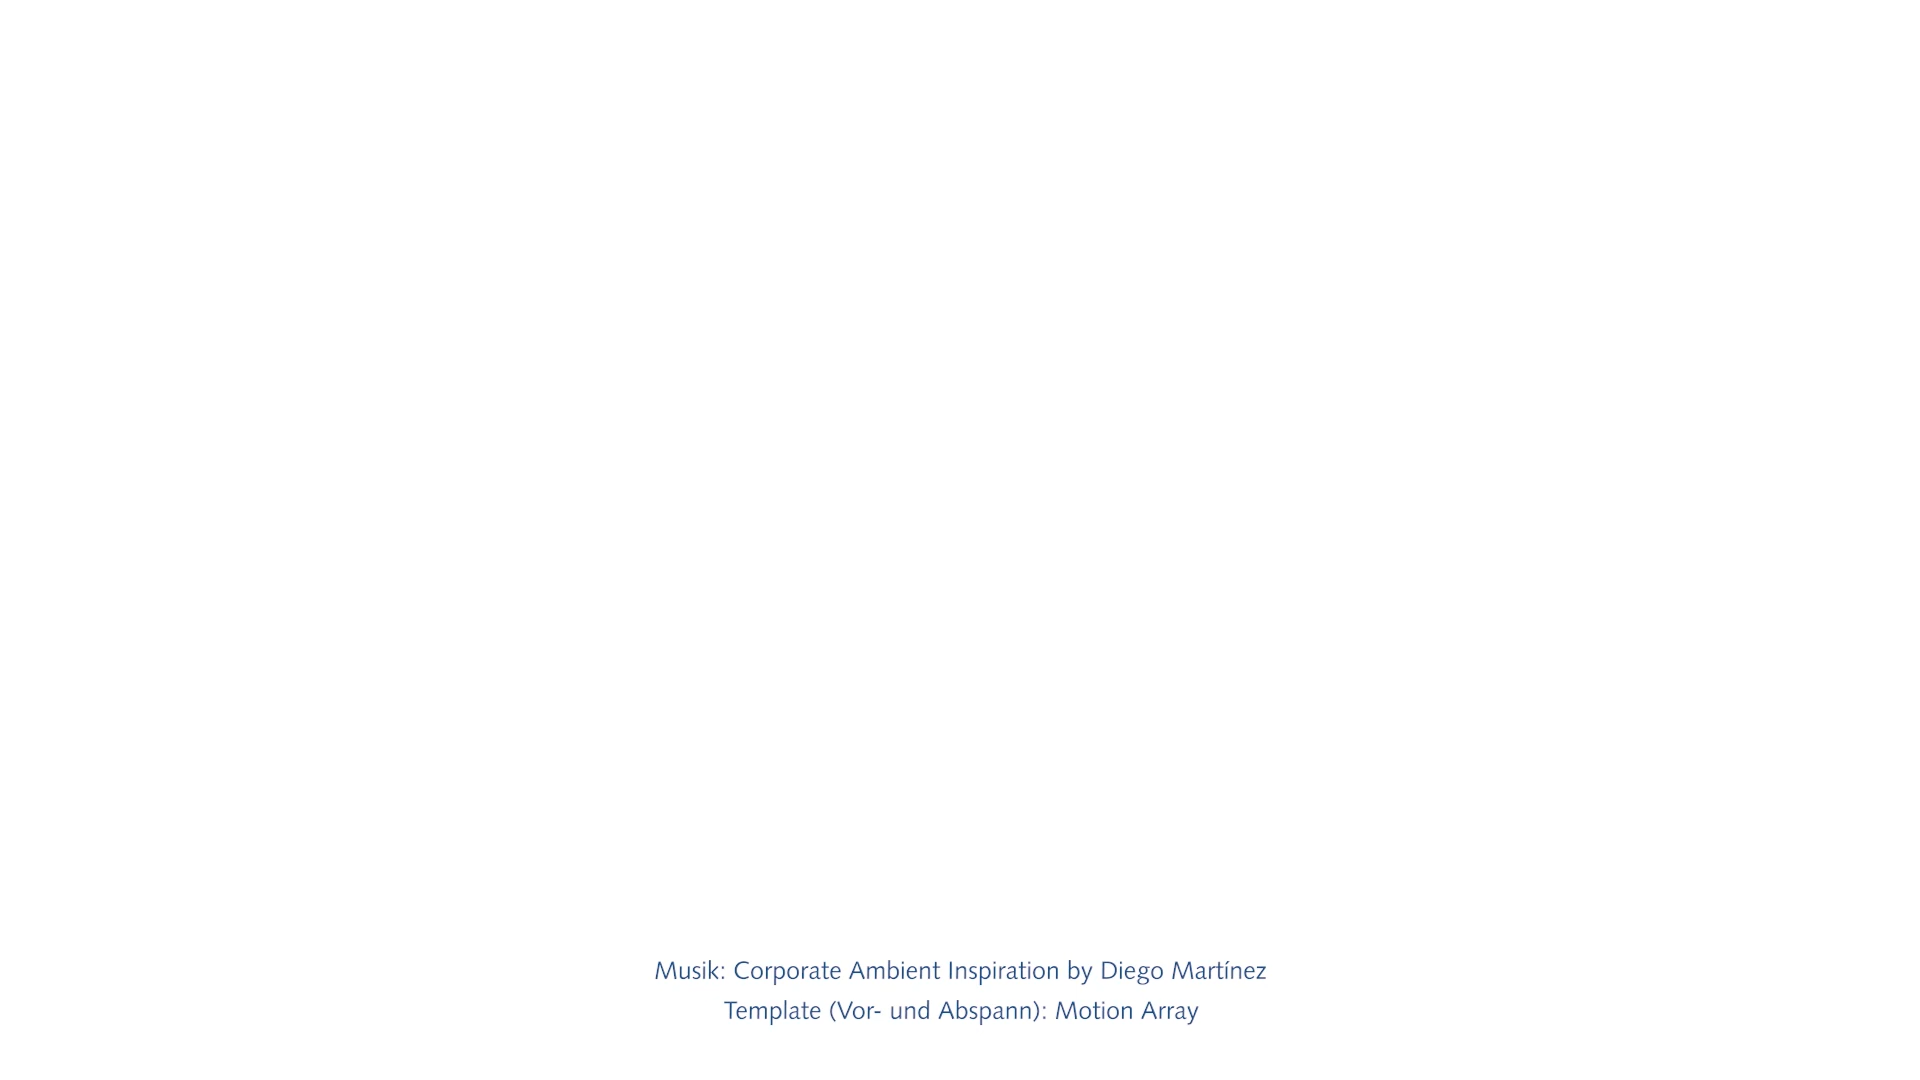 Musik: Corporate Ambient Inspiration by Diego Martínez
Template (Vor- und Abspann): Motion Array